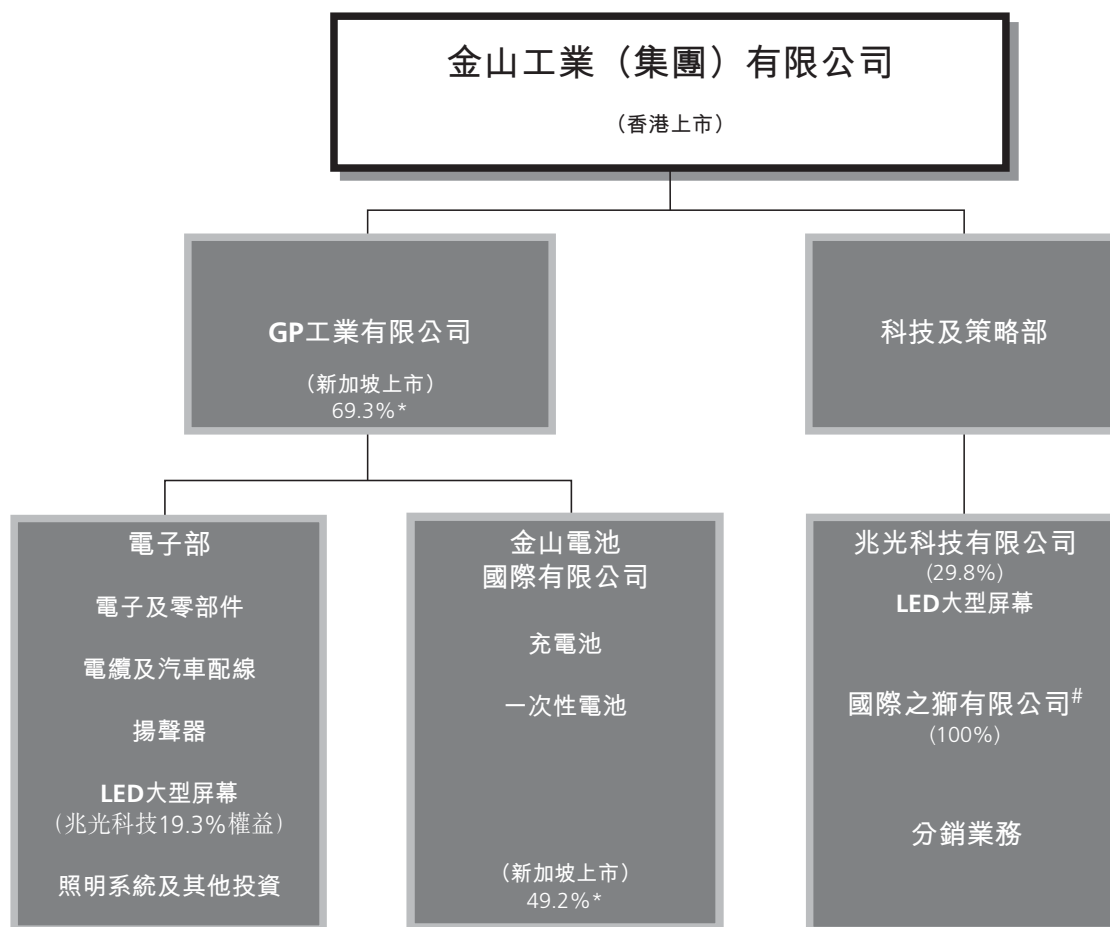 金山工業（集團）有限公司
（香港上市）
GP工業有限公司
（新加坡上市）
69.3%*
科技及策略部
電子部
電子及零部件
電纜及汽車配線
揚聲器
LED大型屏幕
（兆光科技19.3%權益）
照明系統及其他投資
金山電池
國際有限公司
充電池
一次性電池
（新加坡上市）
49.2%*
兆光科技有限公司
(29.8%)
LED大型屏幕
國際之獅有限公司#
(100%)
分銷業務